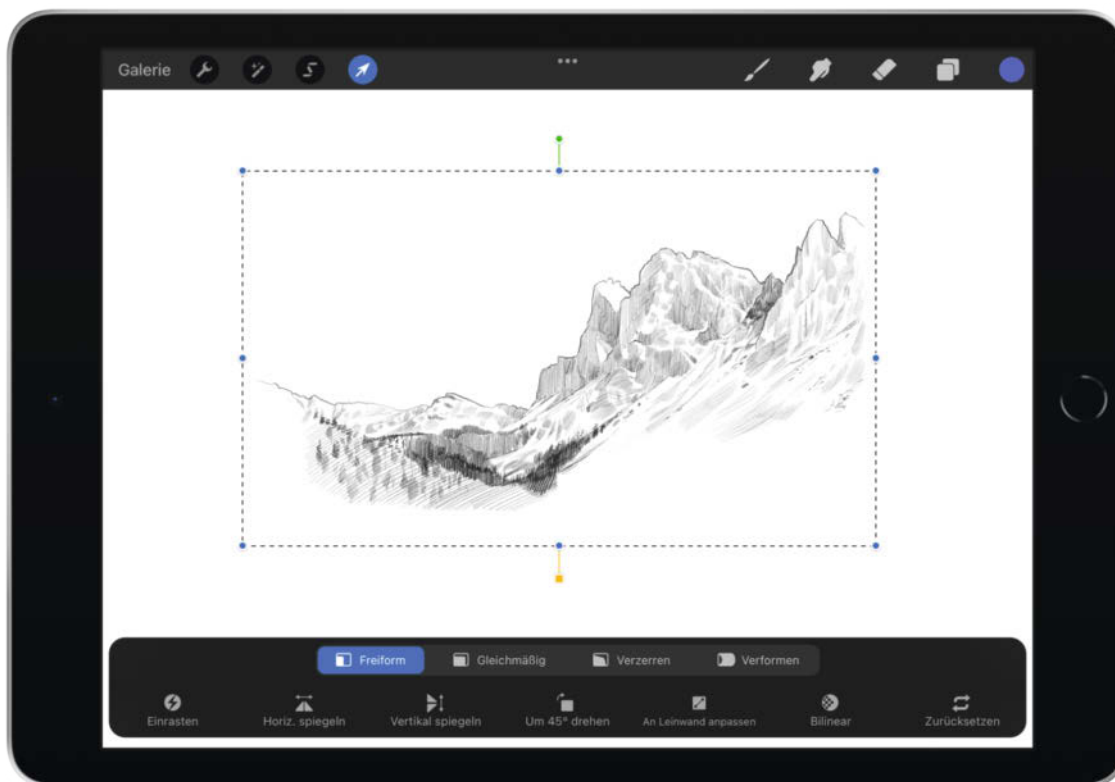 Galerie
Freiform Gleichmäßig Verzerren Verformen
Einrasten Horiz. spiegeln Vertikal spiegeln Um 45° drehen An Leinwand anpassen Bilinear Zurücksetzen